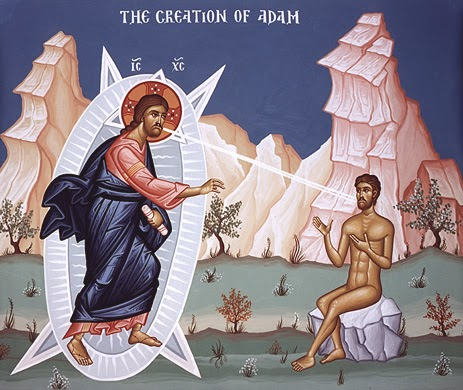 THE CREATION OF ADAM
IC XC